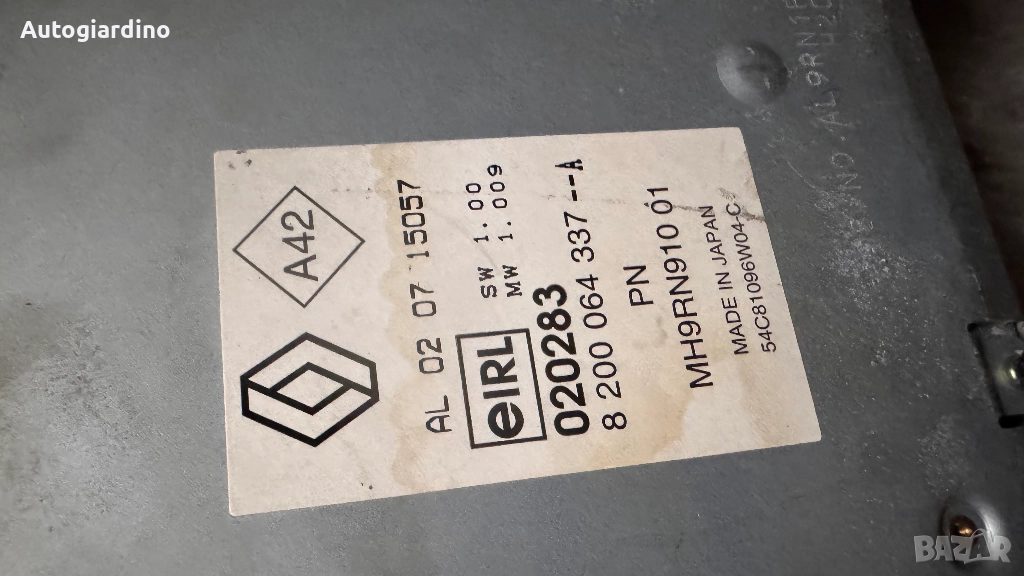 Autogiardino
A42
AL 02 07 15057
eIRL
SW 1. 00
MW 1. 009
020283
8 200 064 337 --A
PN
MH9RRN910 01
MADE IN JAPAN
54C81096W04-C
BAZAR